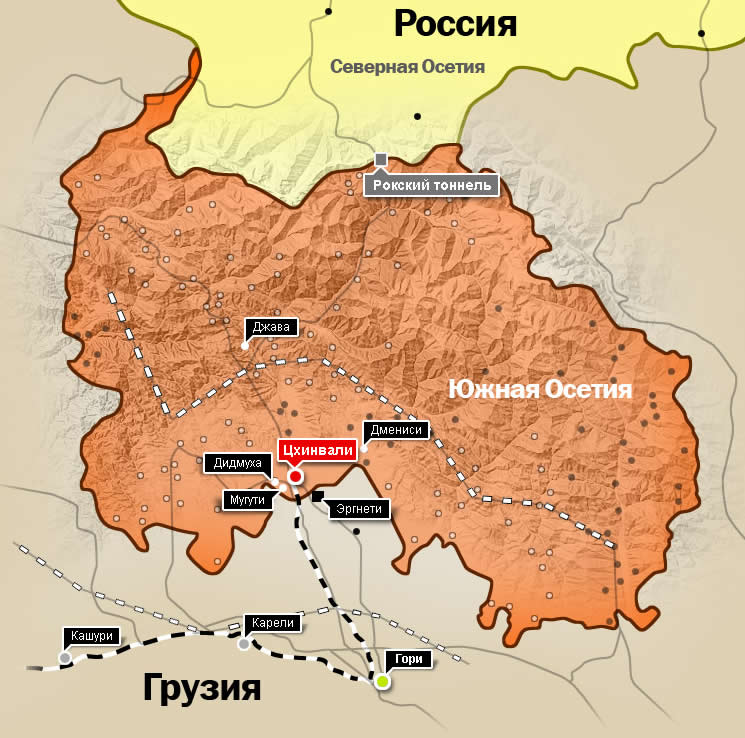 Россия
Северная Осетия
Рокский тоннель
Джава
Южная Осетия
Дмениси
Цхинвали
Дидмуха
Мугути
Эргнети
Карели
Кашури
Гори
Грузия